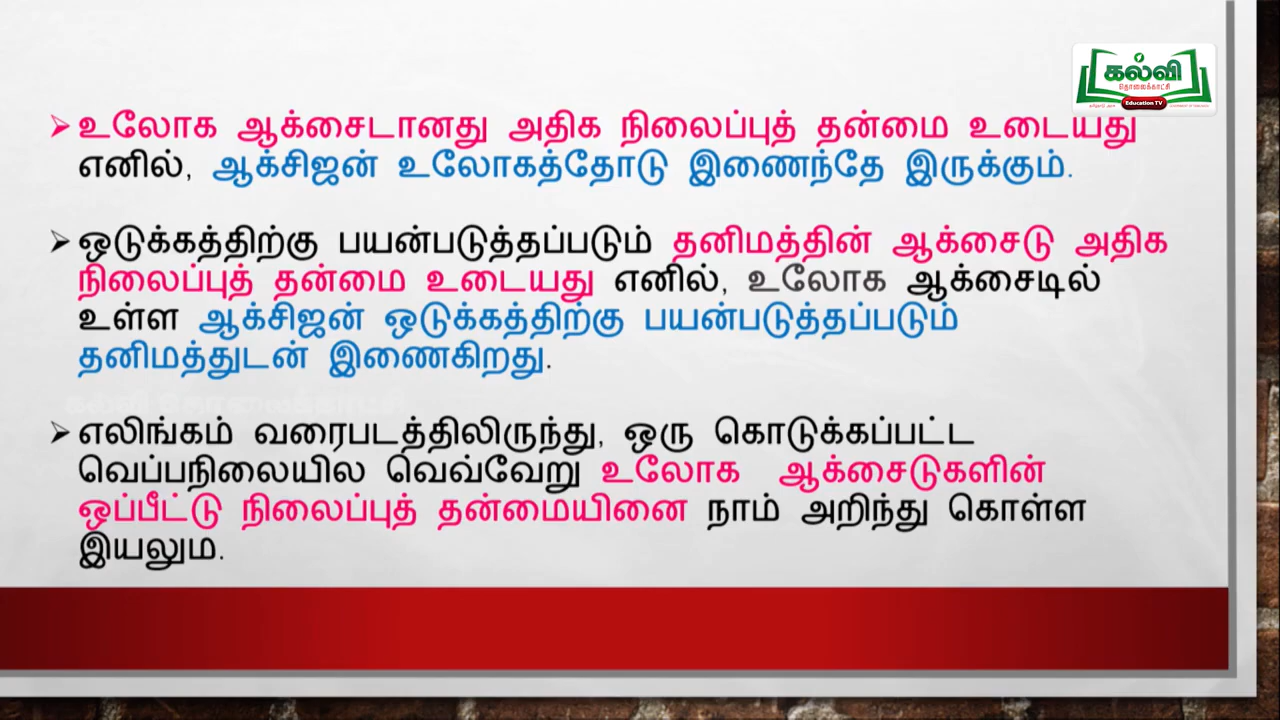 கல்வி
தொலைக்காட்சி
Education TV
உலோக ஆக்சைடானது அதிக நிலைப்புத் தன்மை உடையது
எனில், ஆக்சிஜன் உலோகத்தோடு இணைந்தே இருக்கும்.
ஒடுக்கத்திற்கு பயன்படுத்தப்படும் தனிமத்தின் ஆக்சைடு அதிக
நிலைப்புத் தன்மை உடையது எனில், உலோக ஆக்சைடில்
உள்ள ஆக்சிஜன் ஒடுக்கத்திற்கு பயன்படுத்தப்படும்
தனிமத்துடன் இணைகிறது.
கல்வி தொலைக்காட்சி
எலிங்கம் வரைபடத்திலிருந்து, ஒரு கொடுக்கப்பட்ட
வெப்பநிலையில வெவ்வேறு உலோக ஆக்சைடுகளின்
ஒப்பீட்டு நிலைப்புத் தன்மையினை நாம் அறிந்து கொள்ள
இயலும.